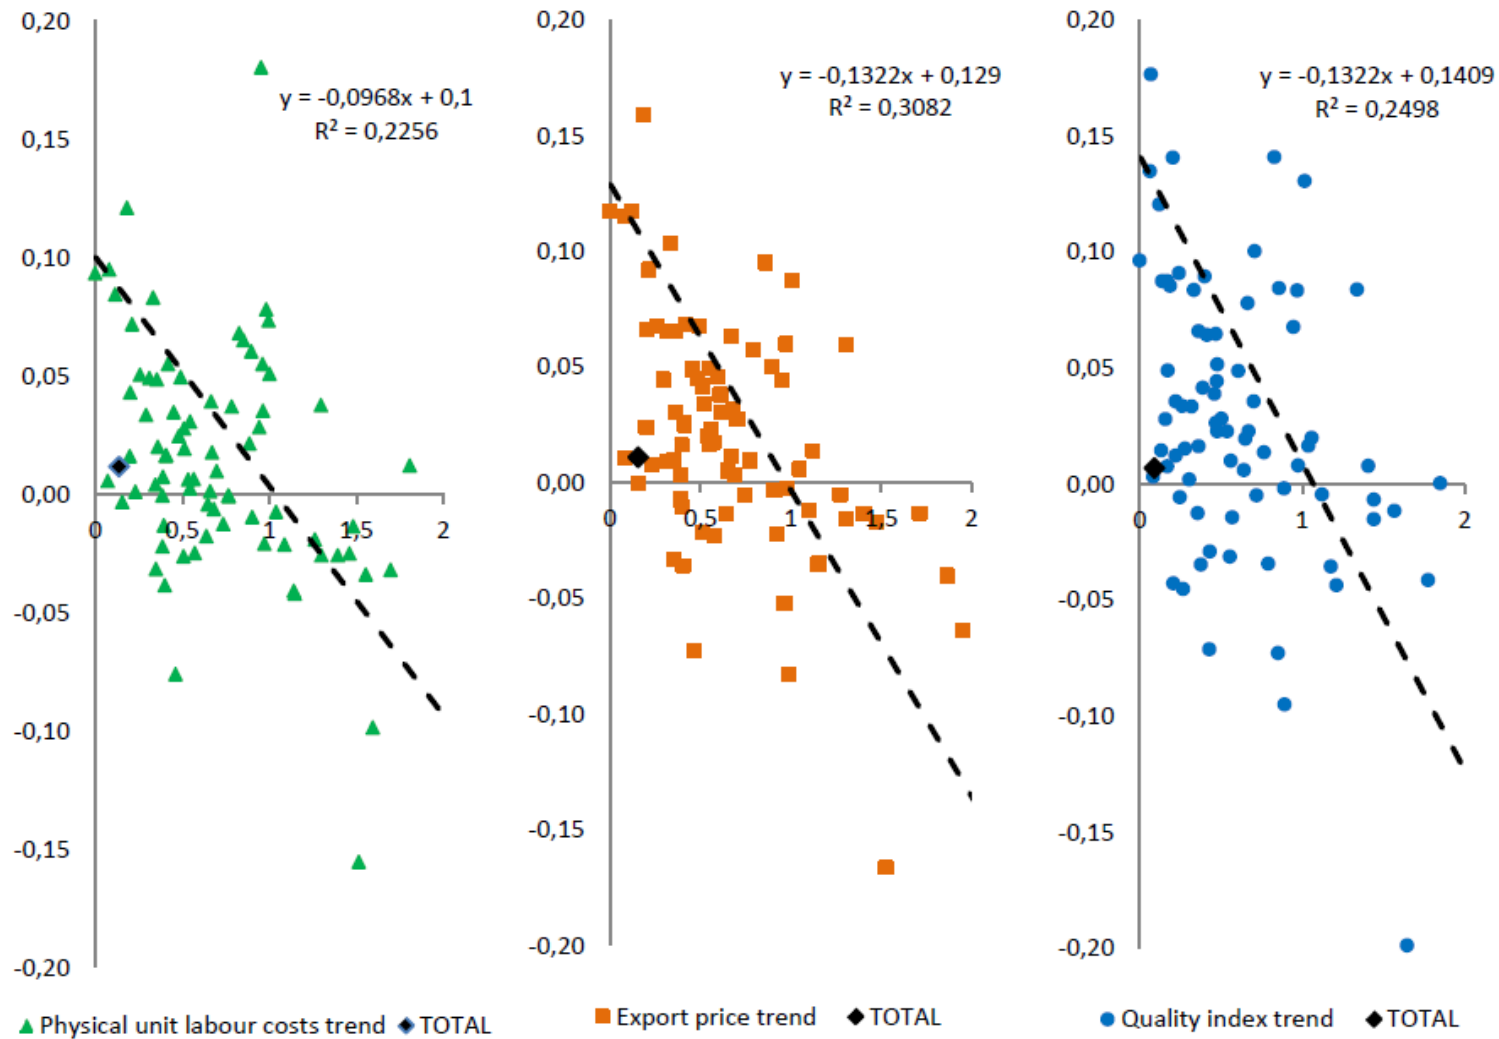 0,20
0,15
0,10
0,05
0,00
-0,05
-0,10
-0,15
-0,20
0 0,5 1 1,5 2
y = -0,0968x + 0,1
R² = 0,2256
Physical unit labour costs trend TOTAL
0,20
0,15
0,10
0,05
0,00
-0,05
-0,10
-0,15
-0,20
0 0,5 1 1,5 2
y = -0,1322x + 0,129
R² = 0,3082
Export price trend TOTAL
0,20
0,15
0,10
0,05
0,00
-0,05
-0,10
-0,15
-0,20
0 1 2
y = -0,1322x + 0,1409
R² = 0,2498
Quality index trend TOTAL